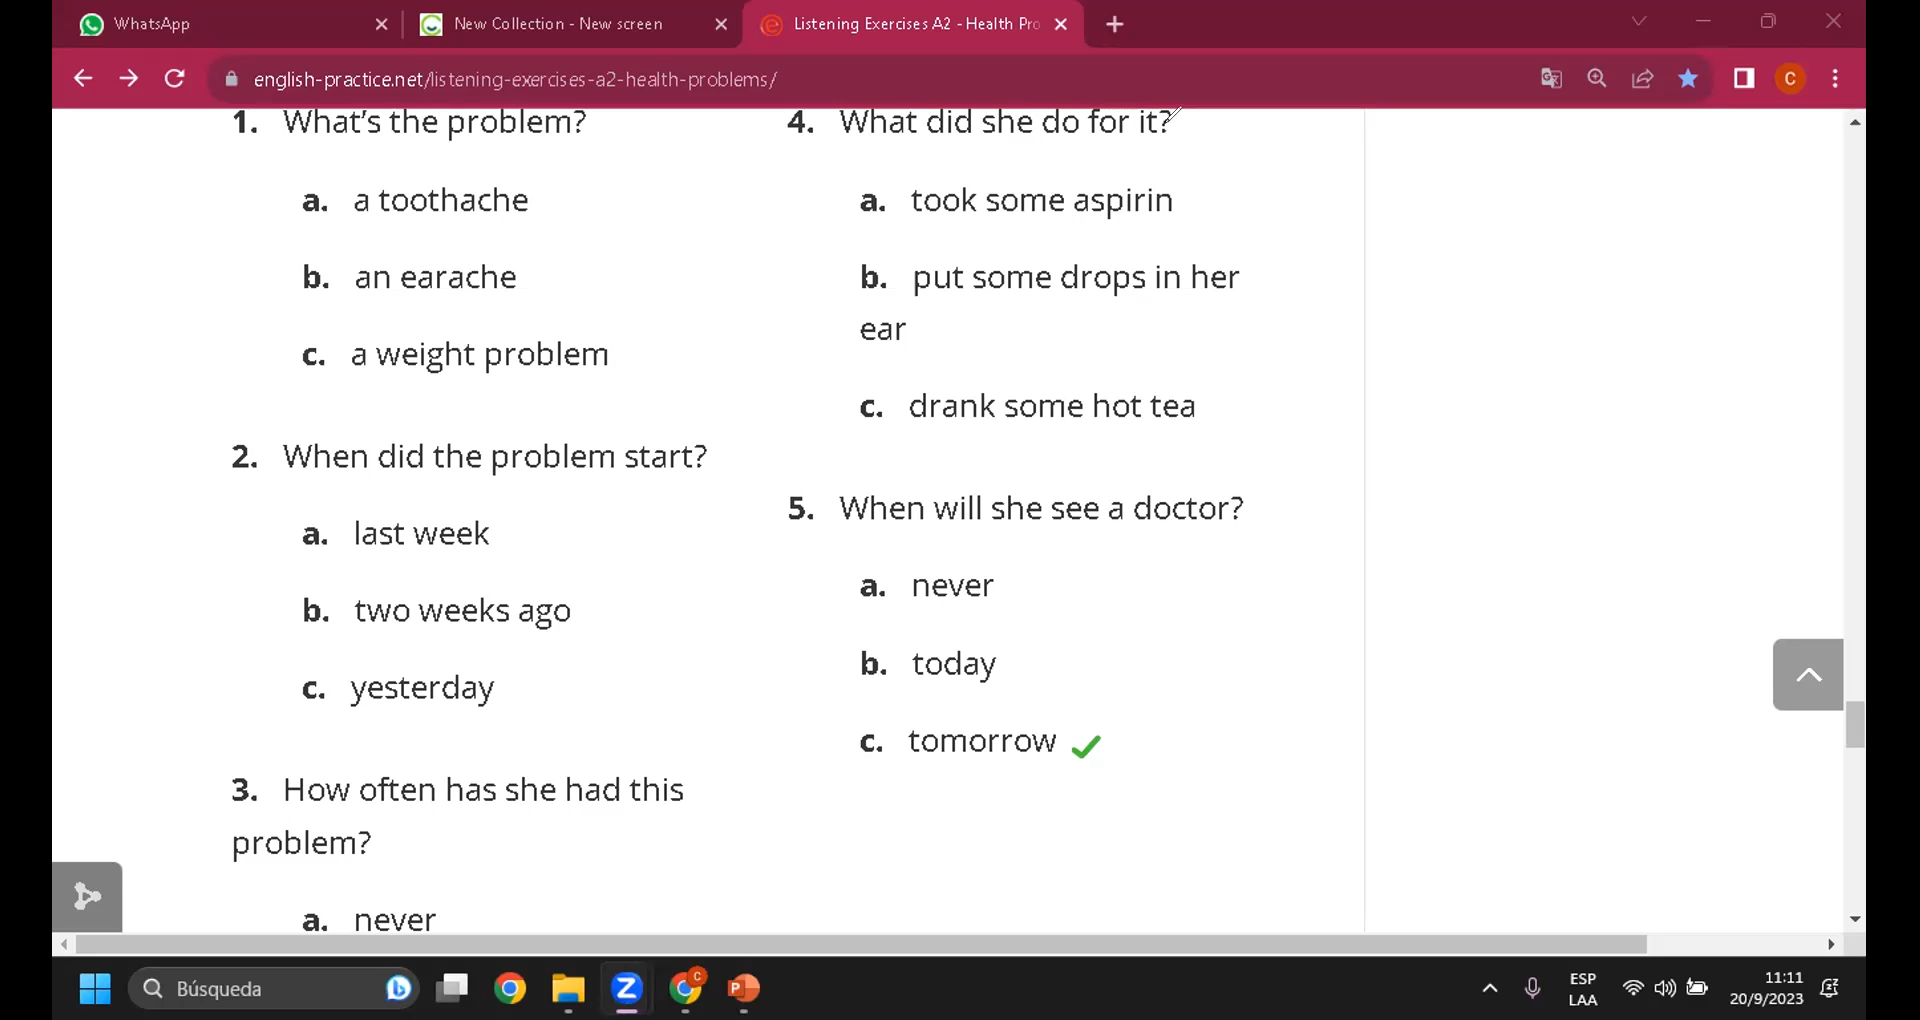 WhatsApp
New Collection - New screen
Listening Exercises A2 - Health Pro
english-practice.net/listening-exercises-a2-health-problems/
C
1. What's the problem?
a. a toothache
b. an earache
c. a weight problem
2. When did the problem start?
a. last week
b. two weeks ago
c. yesterday
3. How often has she had this
problem?
a. never
4. What did she do for it?
a. took some aspirin
b. put some drops in her
ear
c. drank some hot tea
5. When will she see a doctor?
a. never
b. today
c. tomorrow
Búsqueda
ESP
LAA
11:11
20/9/2023